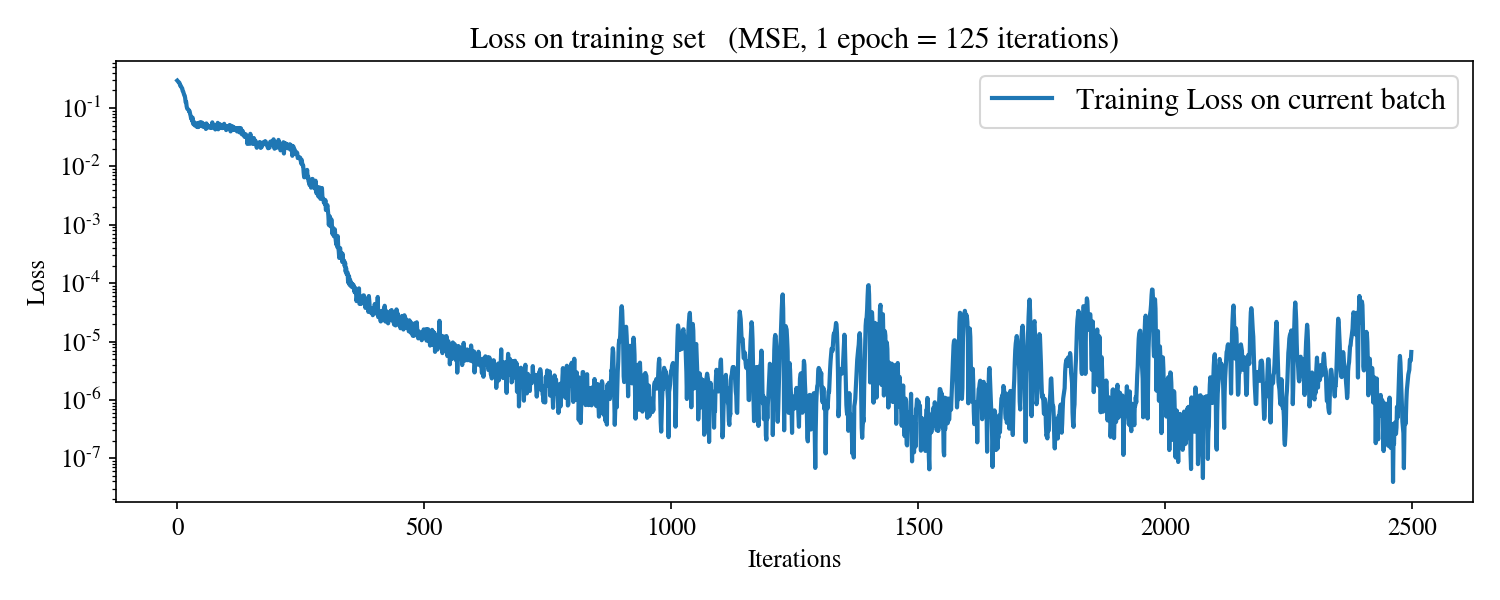 Loss on training set (MSE, 1 epoch = 125 iterations)
Training Loss on current batch
Loss
10^-1
10^-2
10^-3
10^-4
10^-5
10^-6
10^-7
0 500 1000 1500 2000 2500
Iterations